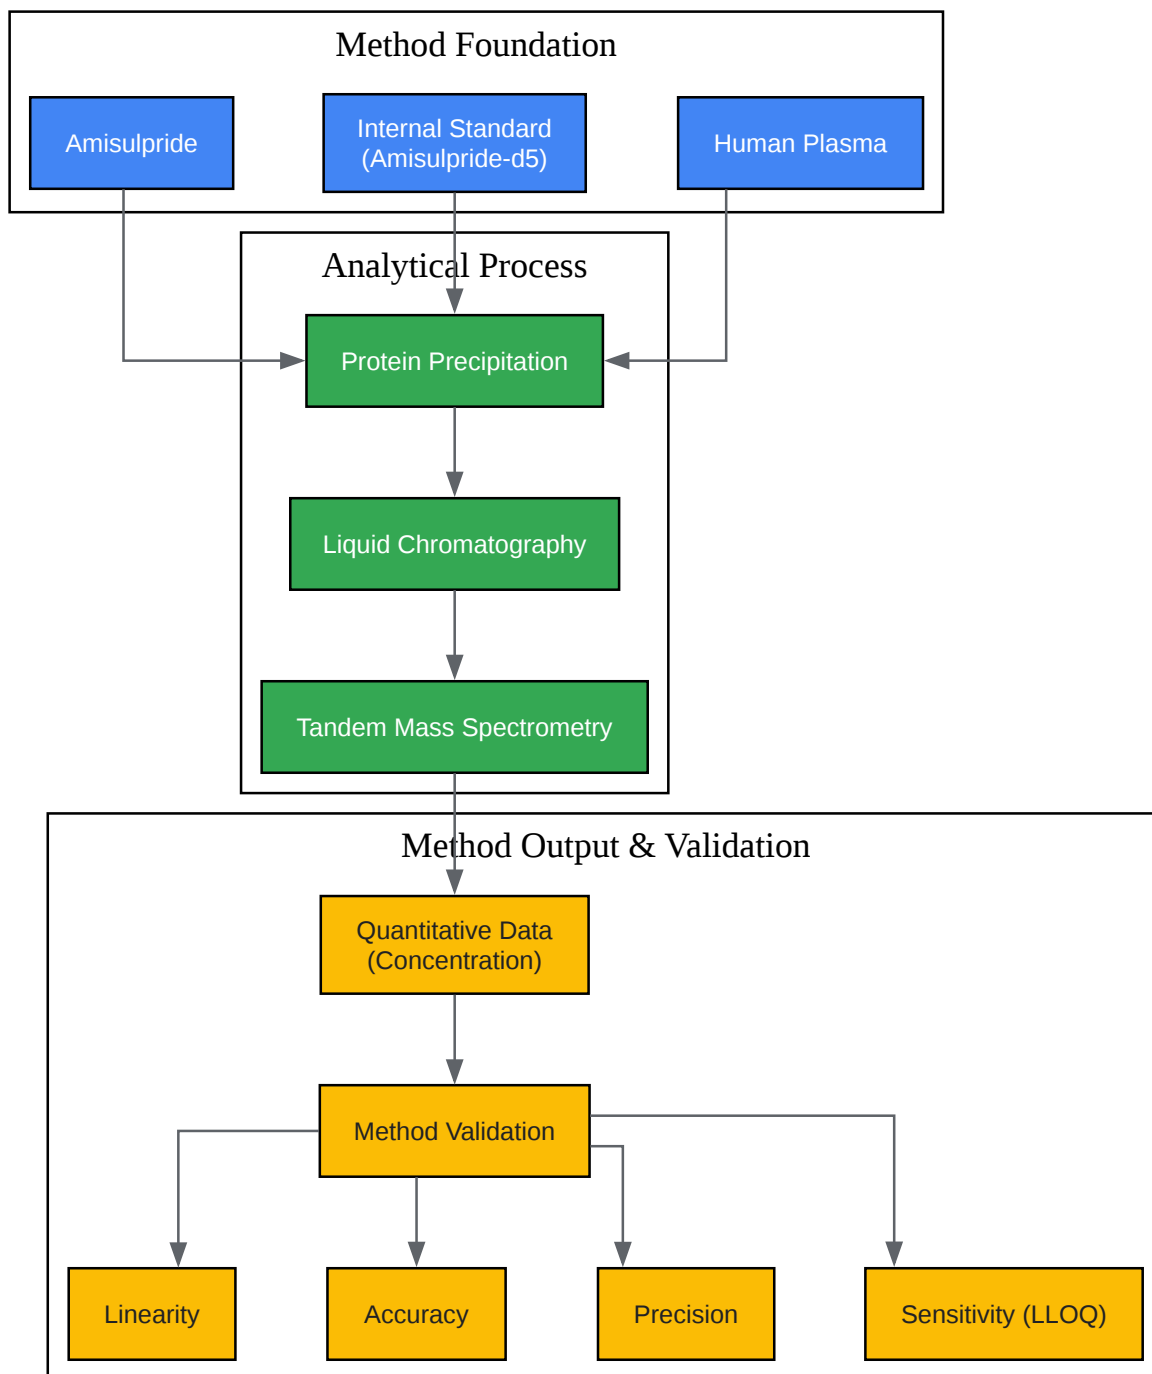 Method Foundation
Amisulpride
Internal Standard
(Amisulpride-d5)
Human Plasma
Analytical Process
Protein Precipitation
Liquid Chromatography
Tandem Mass Spectrometry
Method Output & Validation
Quantitative Data
(Concentration)
Method Validation
Linearity
Accuracy
Precision
Sensitivity (LLOQ)